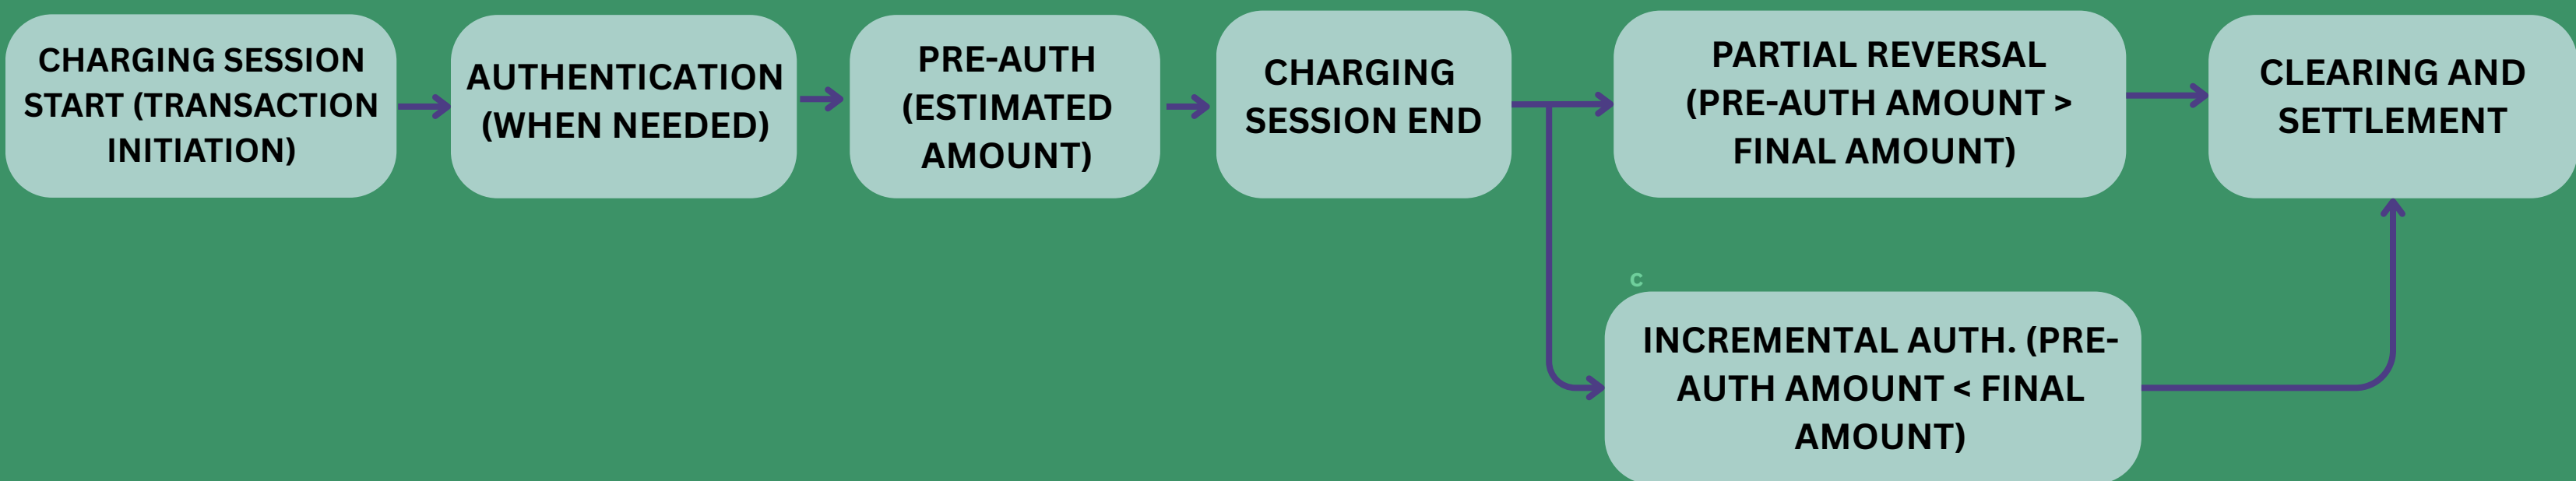 CHARGING SESSION
START (TRANSACTION
INITIATION)
AUTHENTICATION
(WHEN NEEDED)
PRE-AUTH
(ESTIMATED
AMOUNT)
CHARGING
SESSION END
PARTIAL REVERSAL
(PRE-AUTH AMOUNT >
FINAL AMOUNT)
CLEARING AND
SETTLEMENT
c
INCREMENTAL AUTH. (PRE-
AUTH AMOUNT < FINAL
AMOUNT)